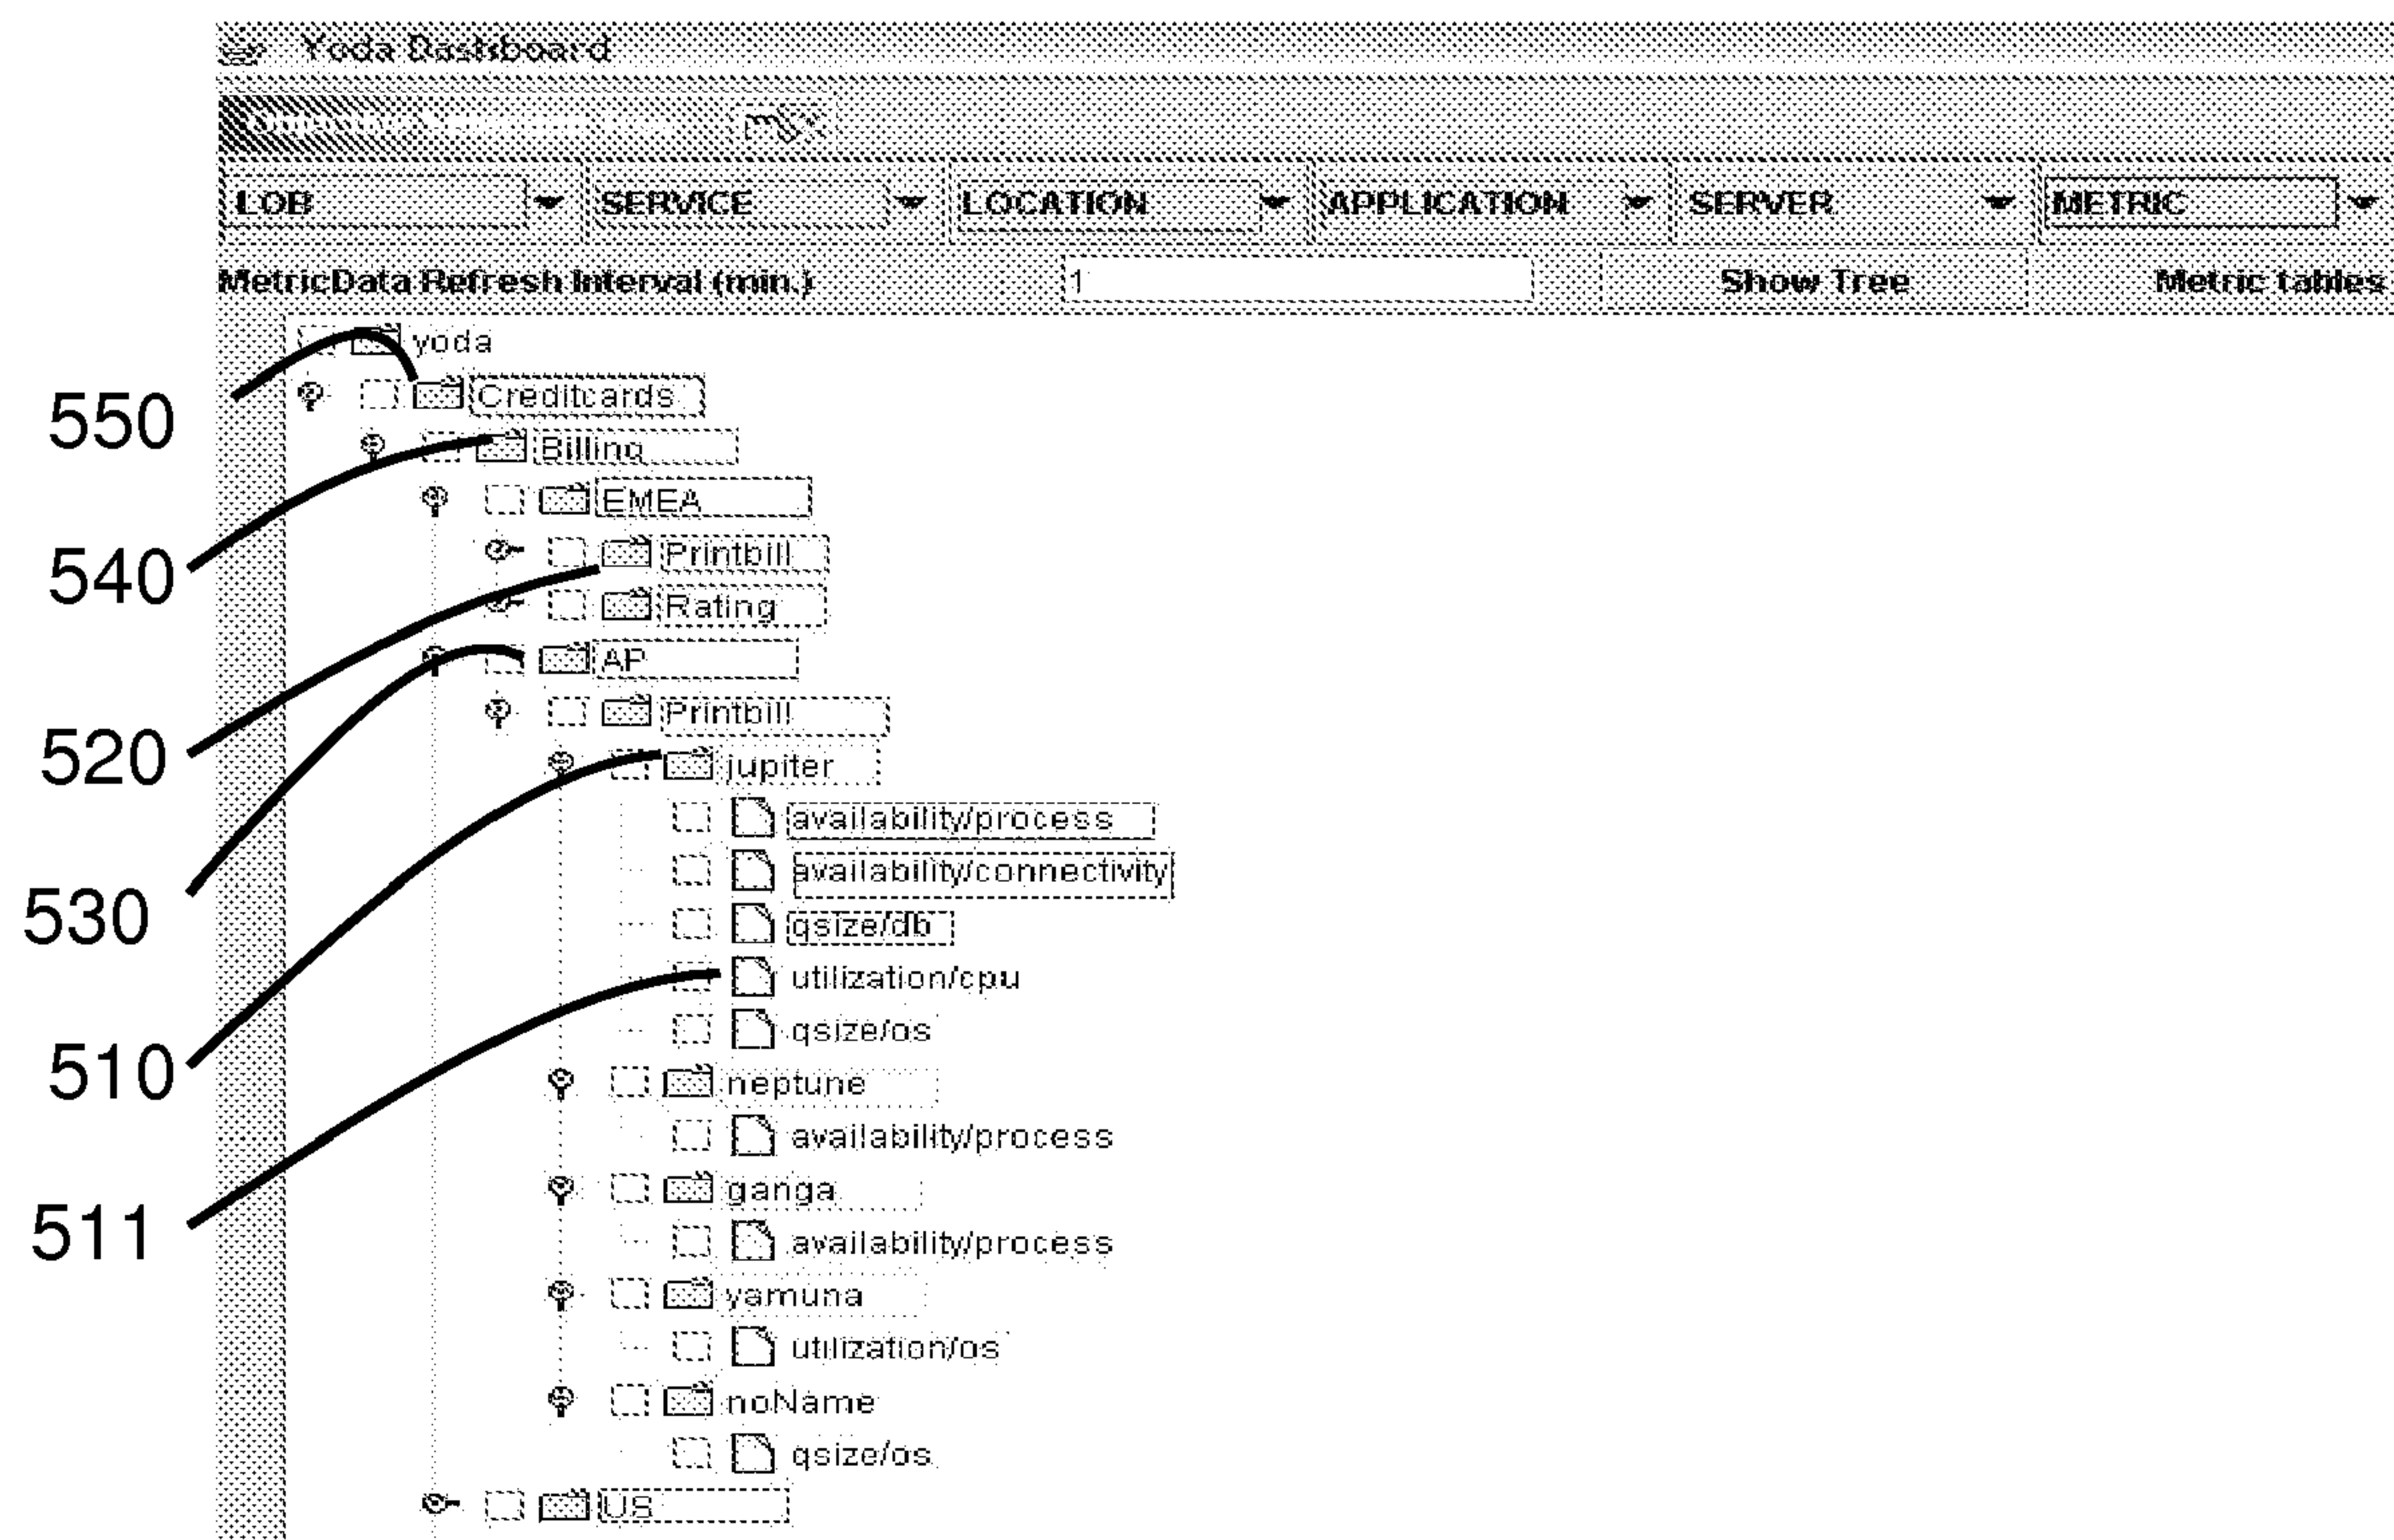 Yoda Dashboard
LOB SERVICE LOCATION APPLICATION SERVER METRIC
MetricData Refresh Interval (min.) 1 Show Tree Metric tables
yoda
550 Creditcards
Billing
EMEA
540 Printbill
Rating
AP
Printbill
520 jupiter
availability/process
availability/connectivity
530 qsize/db
utilization/cpu
qsize/os
510 neptune
availability/process
ganga
511 availability/process
yamuna
utilization/os
noName
qsize/os
US